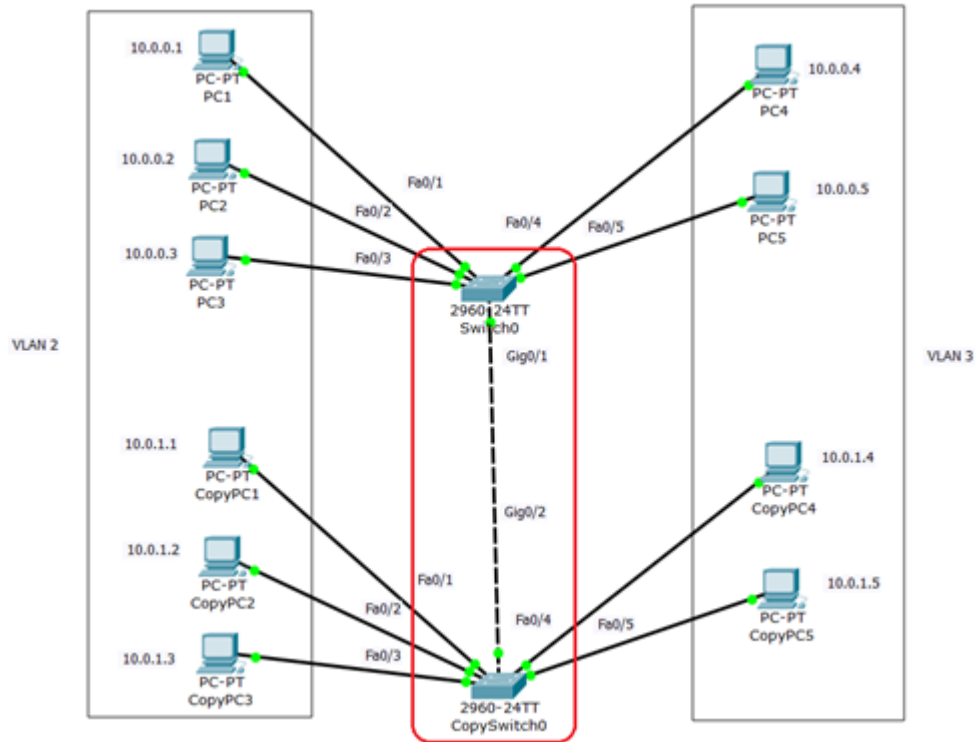 10.0.0.1
PC-PT
PC1
10.0.0.2
PC-PT
PC2
10.0.0.3
PC-PT
PC3
VLAN 2
10.0.1.1
PC-PT
CopyPC1
10.0.1.2
PC-PT
CopyPC2
10.0.1.3
PC-PT
CopyPC3
Fa0/1
Fa0/2
Fa0/3
Fa0/4
Fa0/5
2960-24TT
Switch0
Gig0/1
Gig0/2
Fa0/1
Fa0/2
Fa0/3
Fa0/4
Fa0/5
2960-24TT
CopySwitch0
10.0.0.4
PC-PT
PC4
10.0.0.5
PC-PT
PC5
VLAN 3
10.0.1.4
PC-PT
CopyPC4
10.0.1.5
PC-PT
CopyPC5